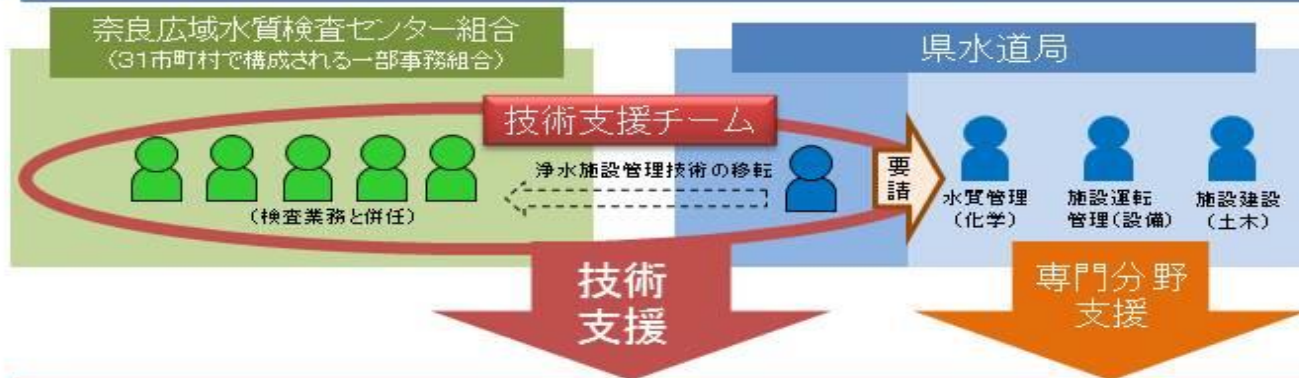 奈良広域水質検査センター組合
（31市町村で構成される一部事務組合）
県水道局
技術支援チーム
浄水施設管理技術の移転
（検査業務と併任）
要請
水質管理
（化学）
施設運転
管理（設備）
施設建設
（土木）
技術
支援
専門分野
支援